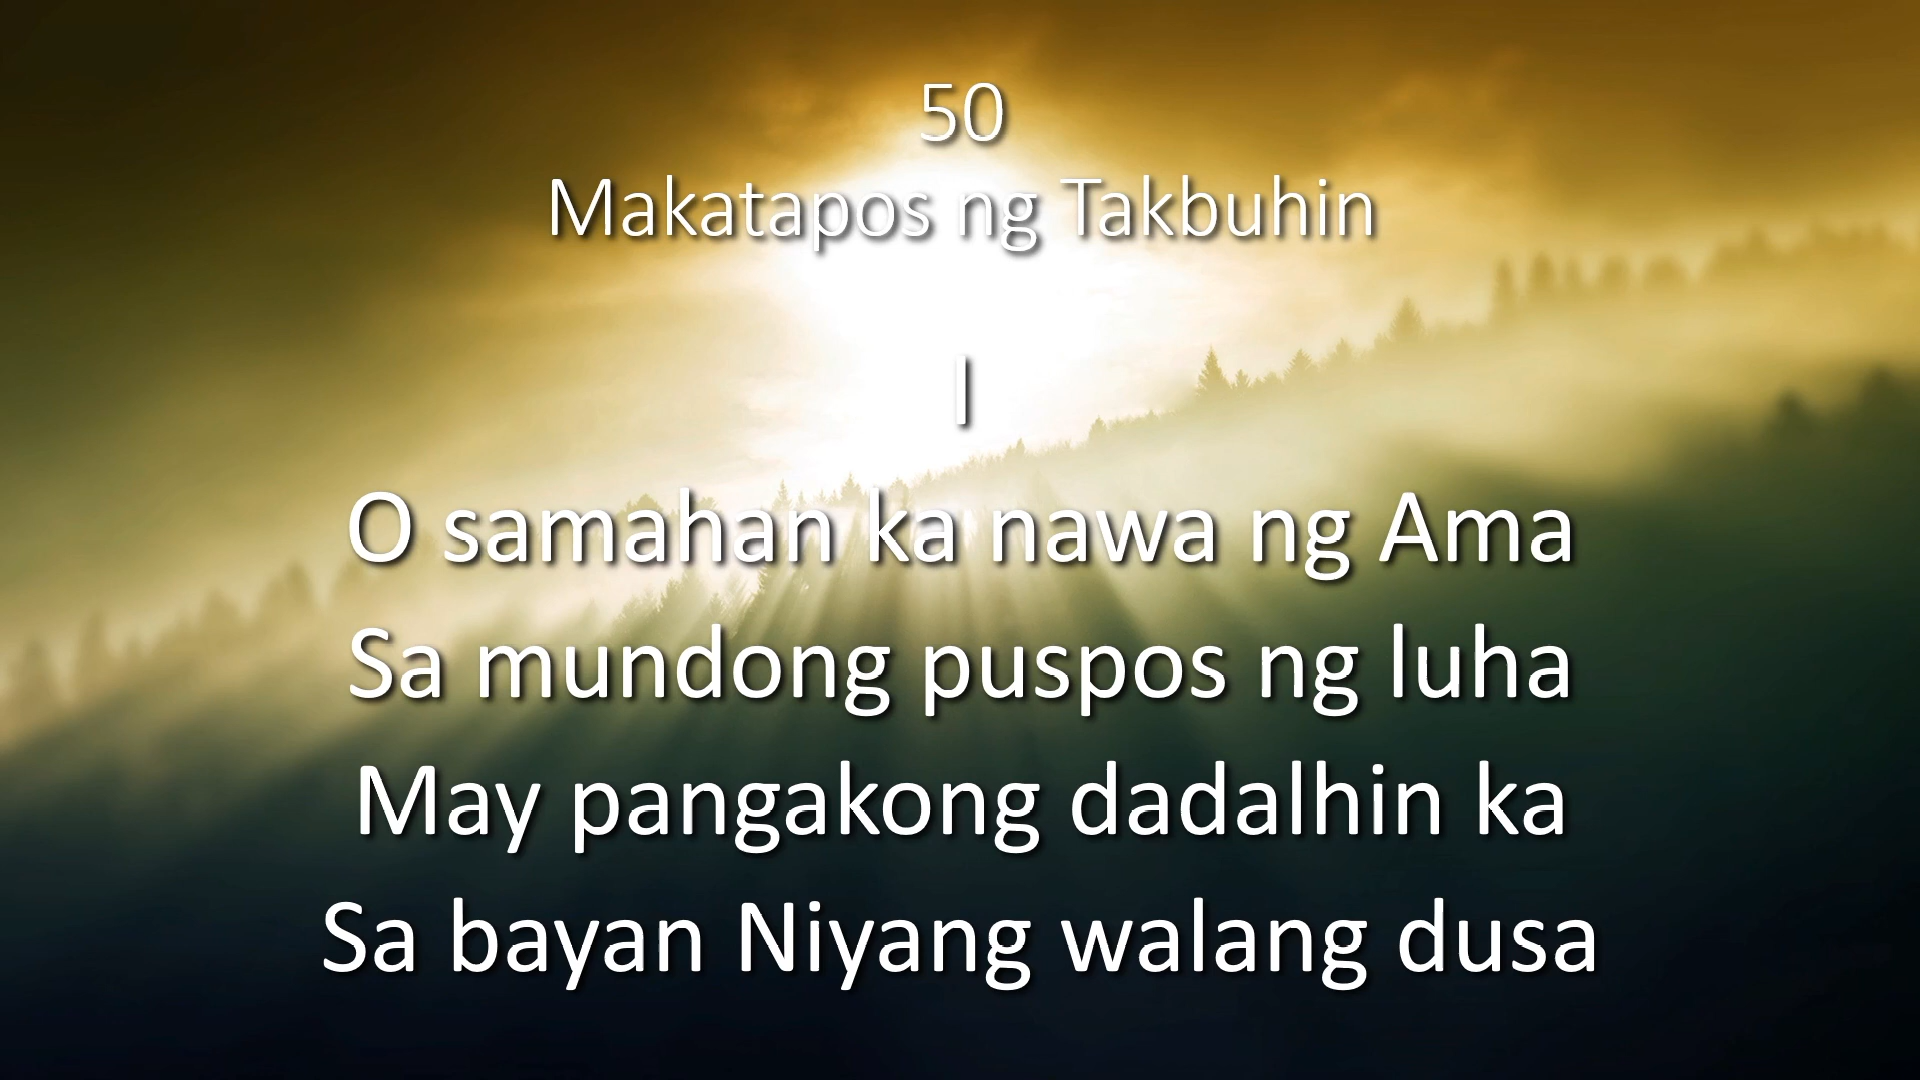 50
Makatapos ng Takbuhin
I
O samahan ka nawa ng Ama
Sa mundong puspos ng luha
May pangakong dadalhin ka
Sa bayan Niyang walang dusa